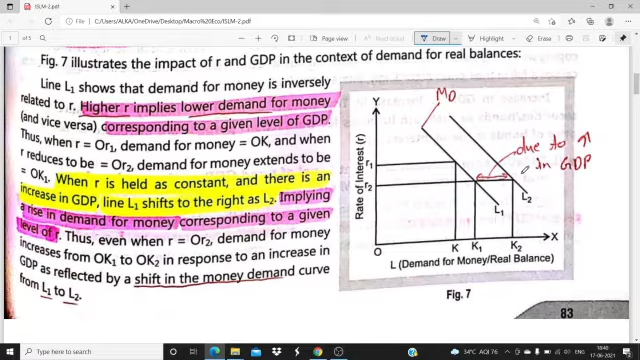 ISLM-2.pdf
File | C:/Users/ALKA/OneDrive/Desktop/Macro%20Eco/ISLM-2.pdf
1 of 5
Draw
Highlight
Erase
Fig. 7 illustrates the impact of r and GDP in the context of demand for real balances:
Line L₁ shows that demand for money is inversely
related to r. Higher r implies lower demand for money
(and vice versa) corresponding to a given level of GDP.
Thus, when r = Or₁, demand for money = OK, and when
r reduces to be = Or₂, demand for money extends to be
= OK₁. When r is held as constant, and there is an
increase in GDP, line L₁ shifts to the right as L₂. Implying
a rise in demand for money corresponding to a given
level of r. Thus, even when r = Or₂, demand for money
increases from OK₁ to OK₂ in response to an increase in
GDP as reflected by a shift in the money demand curve
from L₁ to L₂.
MD
Y
due to ↑
in GDP
Rate of Interest (r)
r₁
r₂
L₁
L₂
O
K
K₁
K₂
X
L (Demand for Money/Real Balance)
Fig. 7
83
Type here to search
34°C AQI 76
ENG
18:40
17-06-2021